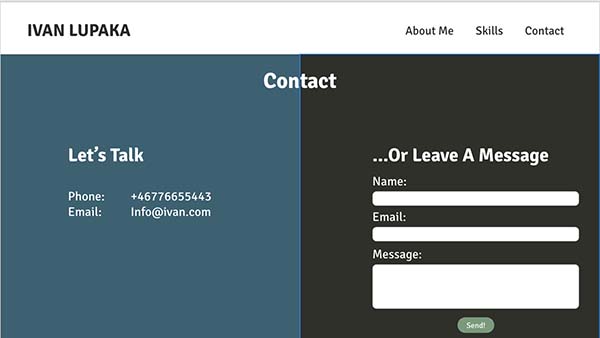 IVAN LUPAKA
About Me Skills Contact
Contact
Let's Talk
Phone: +46776655443
Email: Info@ivan.com
...Or Leave A Message
Name:
Email:
Message:
Send!